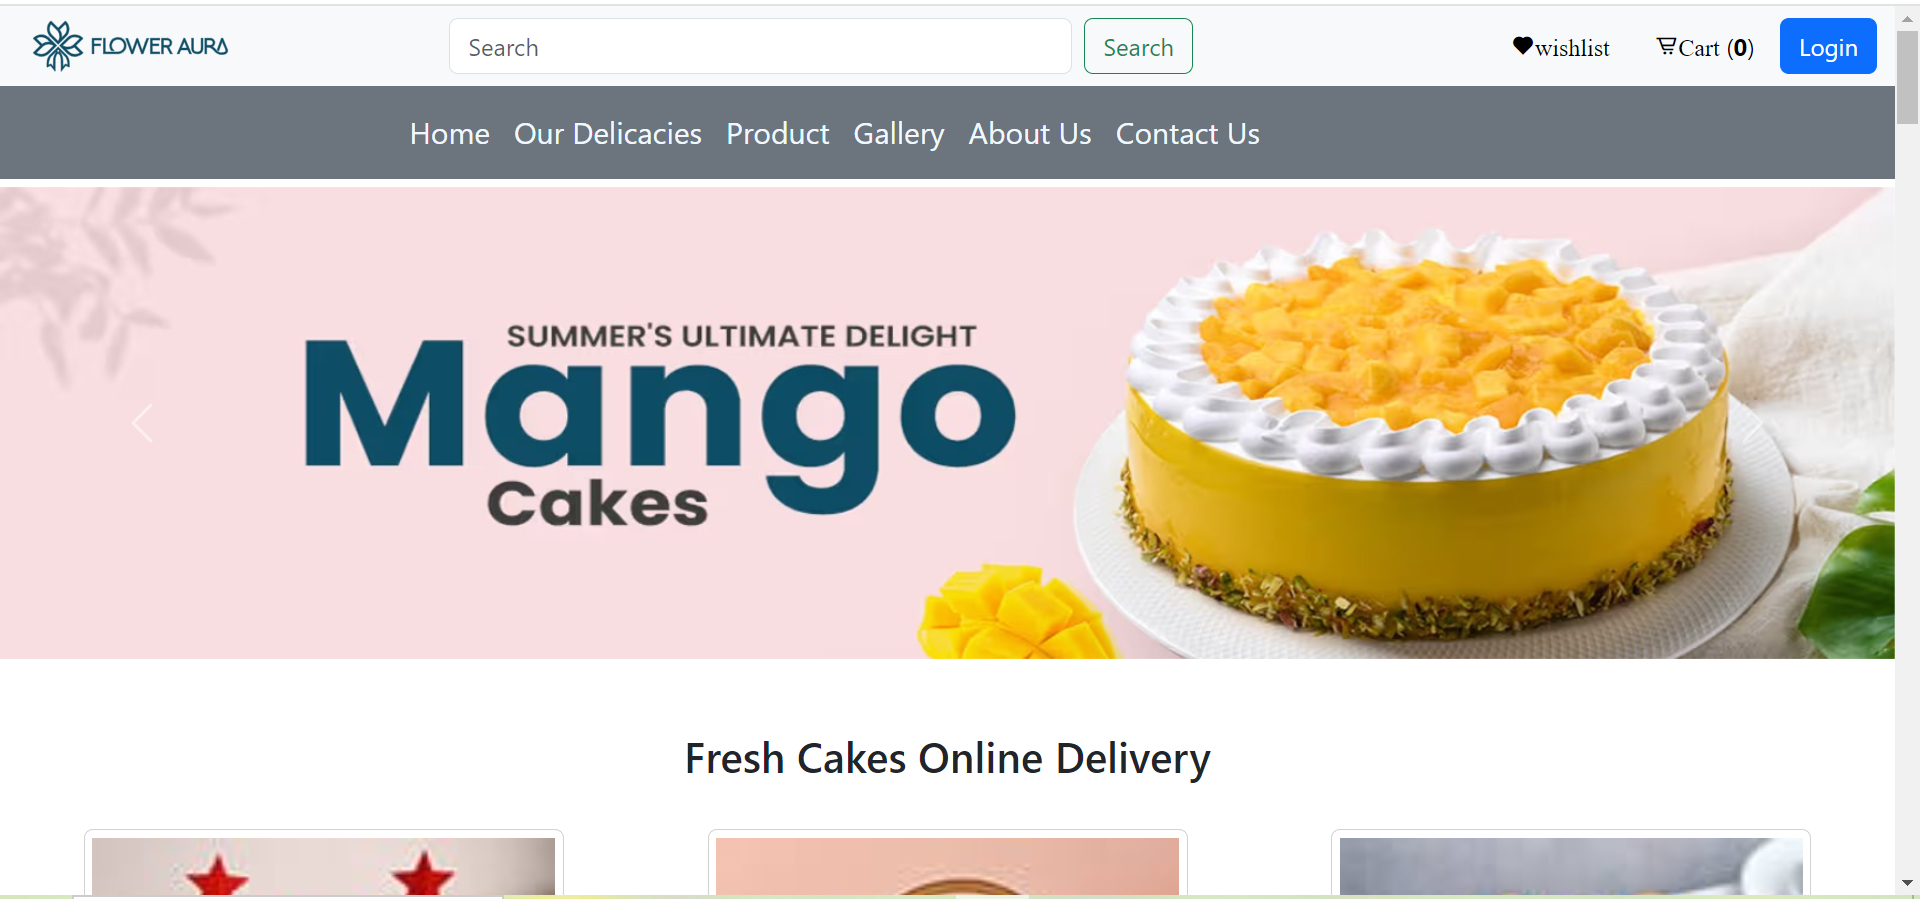 FLOWER AURA
Search
Search
wishlist
Cart (0)
Login
Home
Our Delicacies
Product
Gallery
About Us
Contact Us
SUMMER'S ULTIMATE DELIGHT
Mango
Cakes
Fresh Cakes Online Delivery